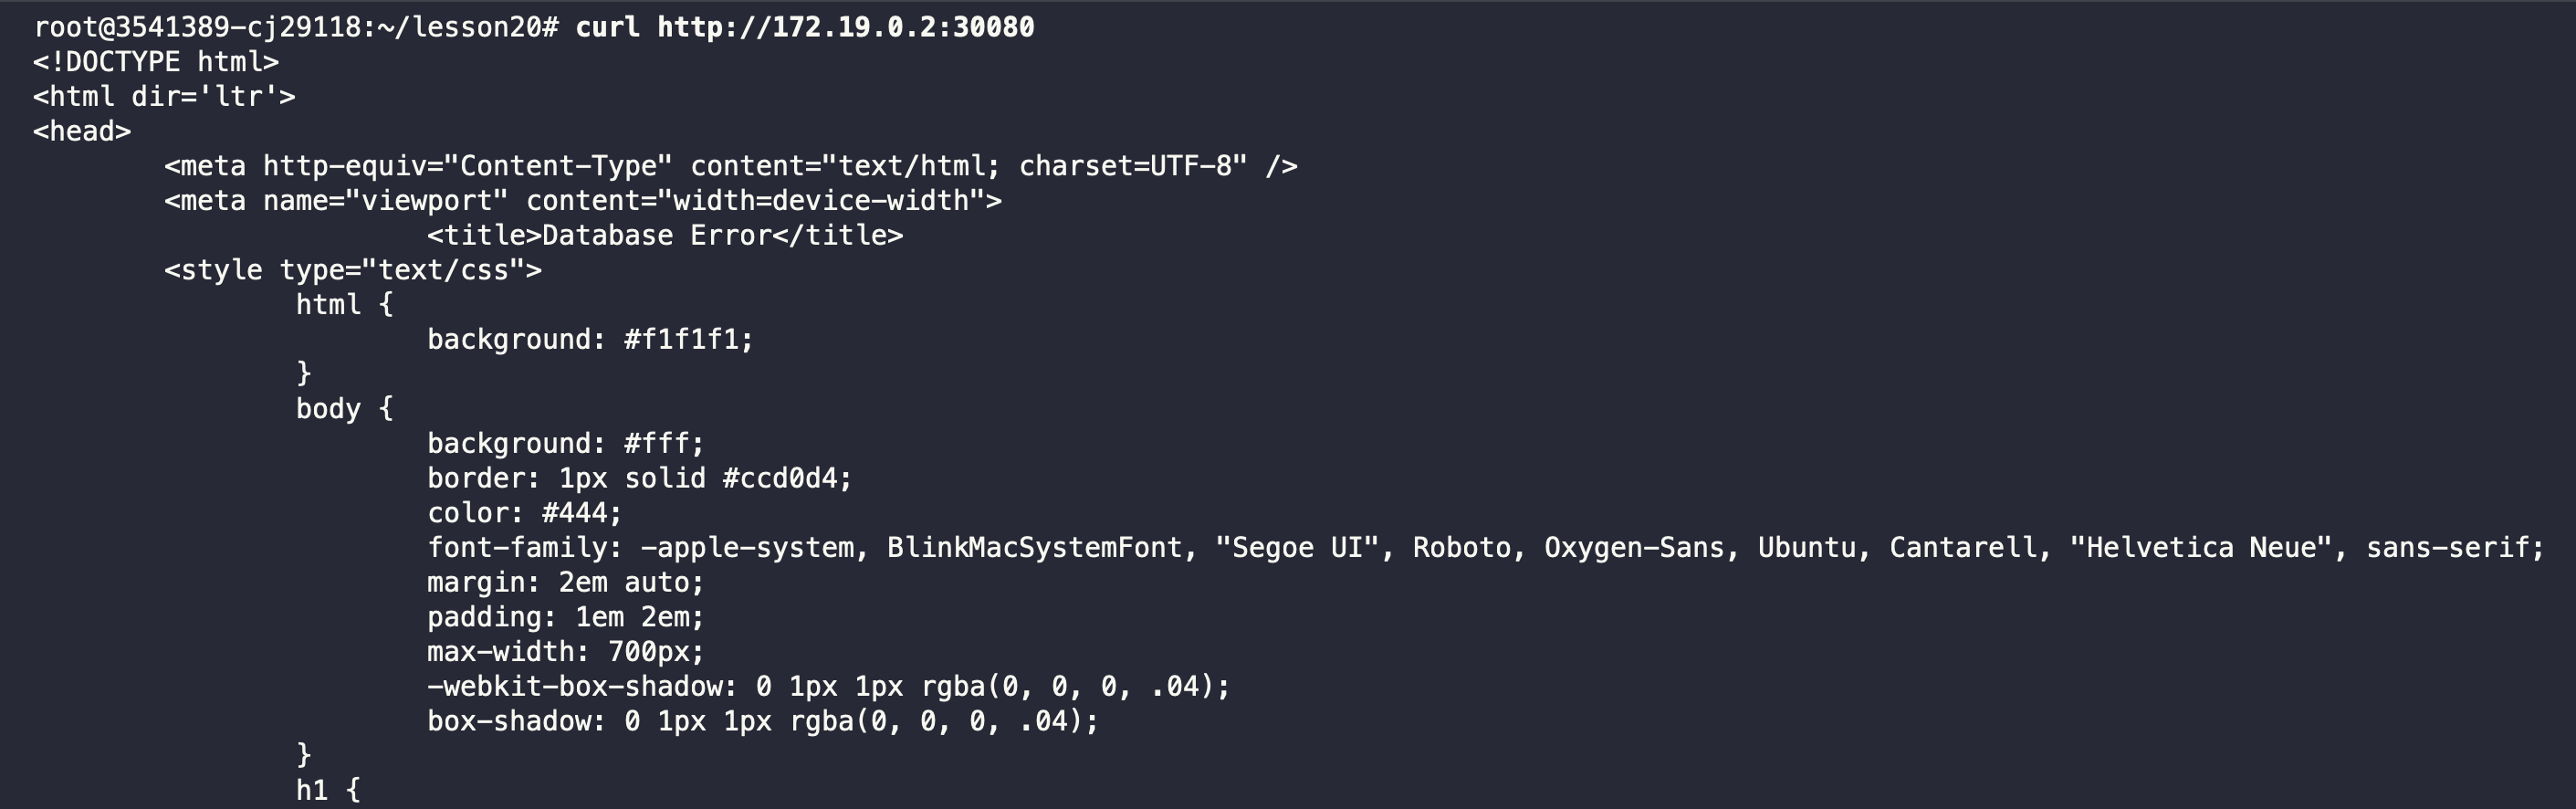 root@3541389-cj29118:~/lesson20# curl http://172.19.0.2:30080
<!DOCTYPE html>
<html dir='ltr'>
<head>
<meta http-equiv="Content-Type" content="text/html; charset=UTF-8" />
<meta name="viewport" content="width=device-width">
<title>Database Error</title>
<style type="text/css">
html {
background: #f1f1f1;
}
body {
background: #fff;
border: 1px solid #ccd0d4;
color: #444;
font-family: -apple-system, BlinkMacSystemFont, "Segoe UI", Roboto, Oxygen-Sans, Ubuntu, Cantarell, "Helvetica Neue", sans-serif;
margin: 2em auto;
padding: 1em 2em;
max-width: 700px;
-webkit-box-shadow: 0 1px 1px rgba(0, 0, 0, .04);
box-shadow: 0 1px 1px rgba(0, 0, 0, .04);
}
h1 {